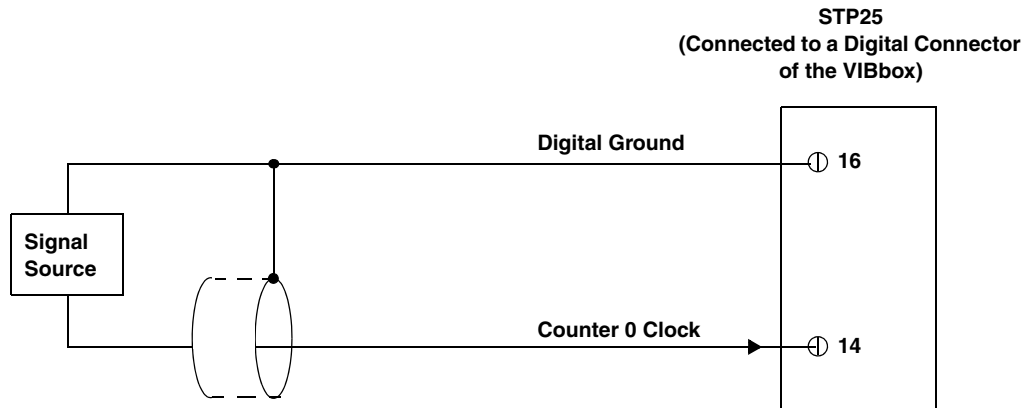 STP25
(Connected to a Digital Connector
of the VIBbox)
Digital Ground
16
Signal
Source
Counter 0 Clock
14